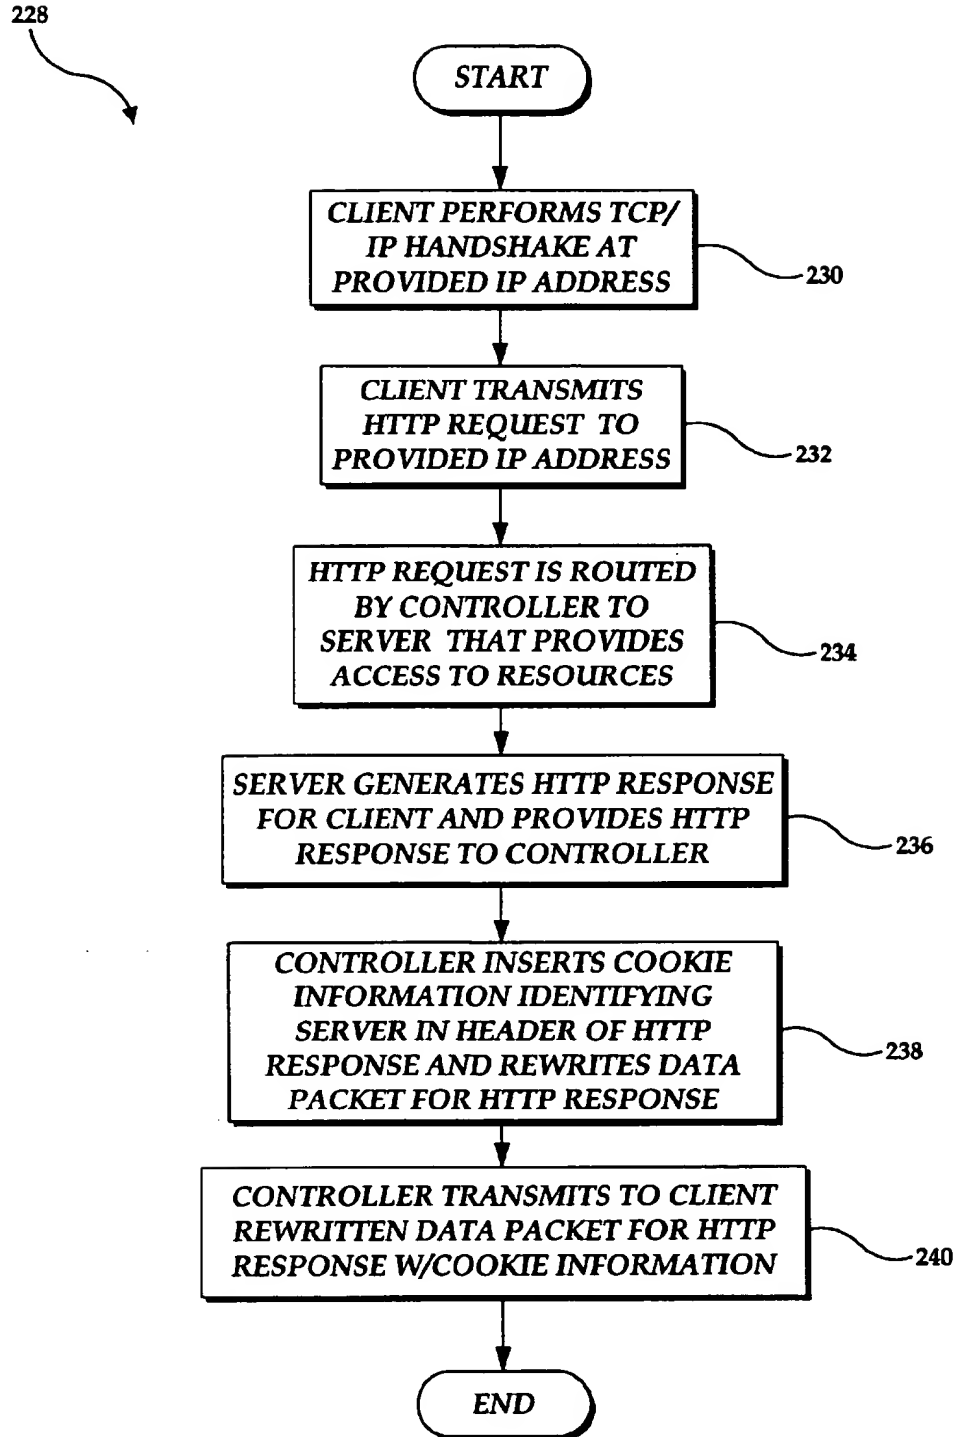 228
START
CLIENT PERFORMS TCP/
IP HANDSHAKE AT
PROVIDED IP ADDRESS
230
CLIENT TRANSMITS
HTTP REQUEST TO
PROVIDED IP ADDRESS
232
HTTP REQUEST IS ROUTED
BY CONTROLLER TO
SERVER THAT PROVIDES
ACCESS TO RESOURCES
234
SERVER GENERATES HTTP RESPONSE
FOR CLIENT AND PROVIDES HTTP
RESPONSE TO CONTROLLER
236
CONTROLLER INSERTS COOKIE
INFORMATION IDENTIFYING
SERVER IN HEADER OF HTTP
RESPONSE AND REWRITES DATA
PACKET FOR HTTP RESPONSE
238
CONTROLLER TRANSMITS TO CLIENT
REWRITTEN DATA PACKET FOR HTTP
RESPONSE W/COOKIE INFORMATION
240
END